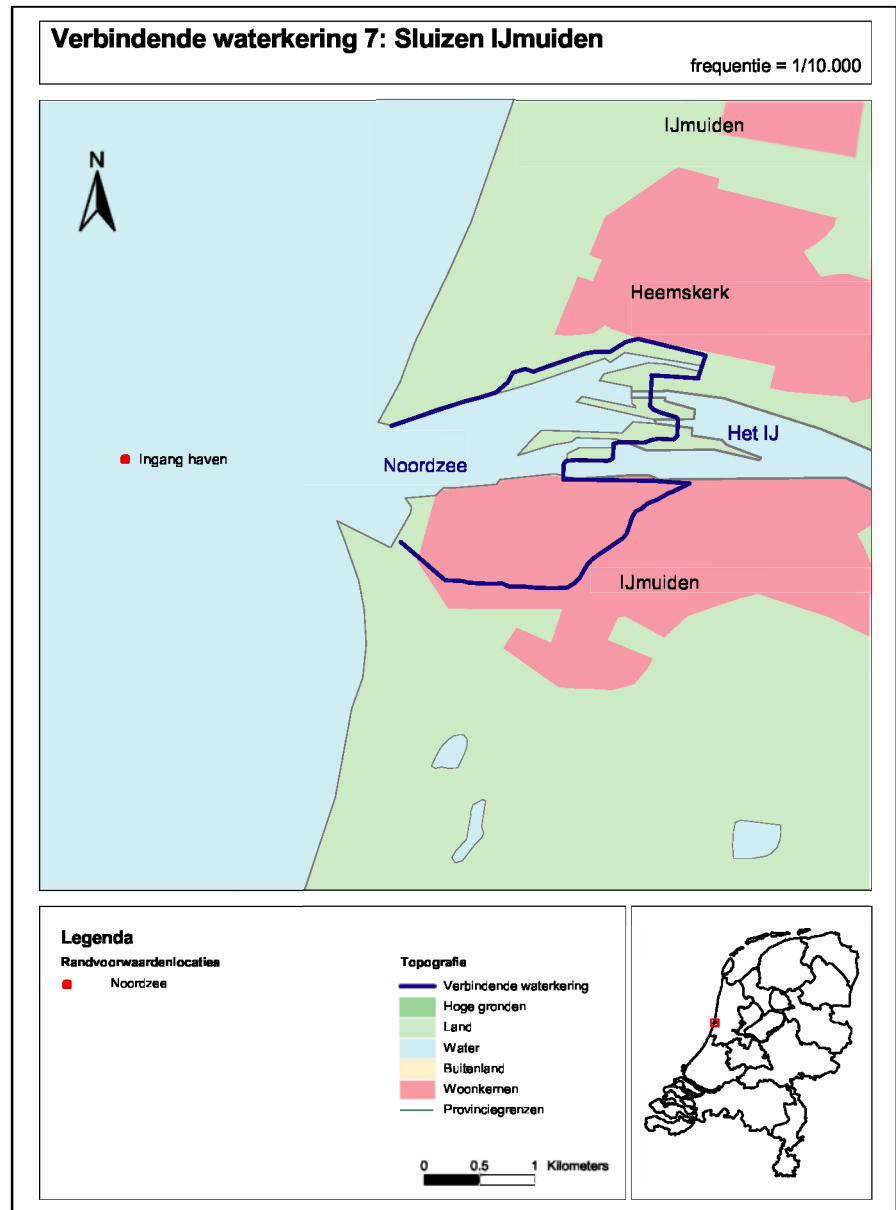 Verbindende waterkering 7: Sluizen IJmuiden
frequentie = 1/10.000
IJmuiden
N
Heemskerk
Het IJ
Ingang haven
Noordzee
IJmuiden
Legenda
Randvoorwaardenlocaties
Noordzee
Topografie
Verbindende waterkering
Hoge gronden
Land
Water
Buitenland
Woonkernen
Provinciegrenzen
0 0.5 1 Kilometers